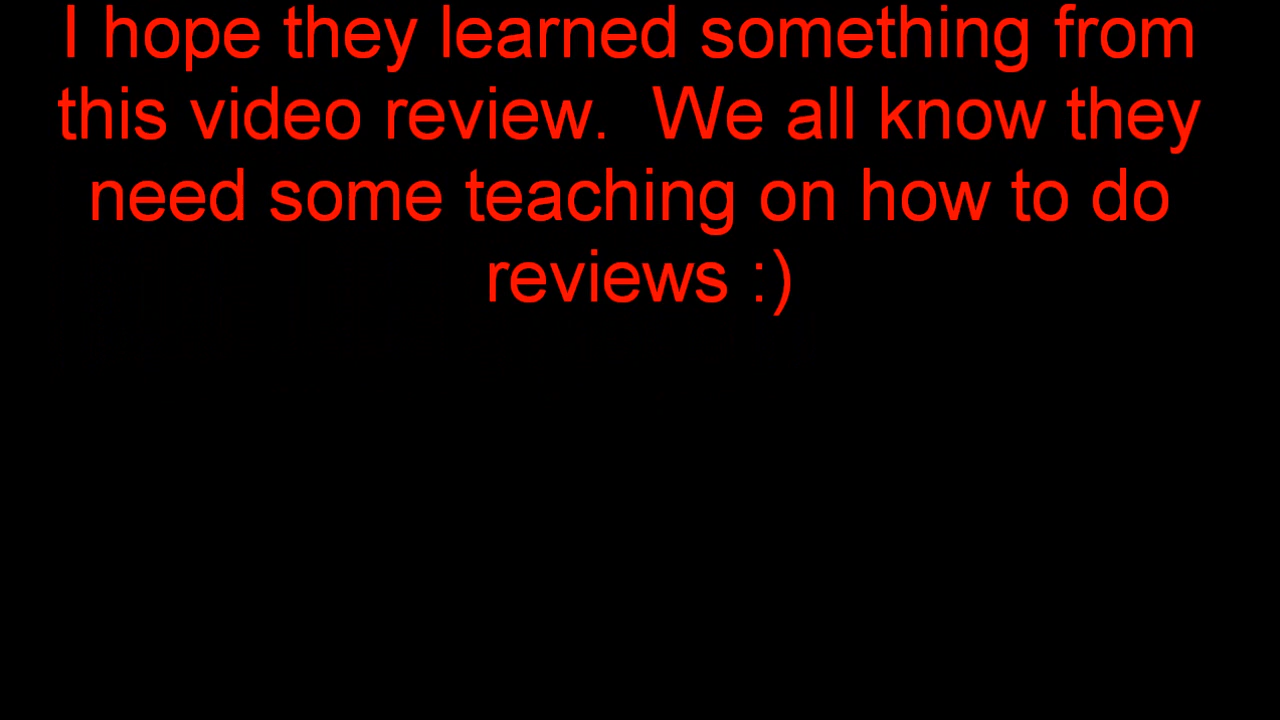 I hope they learned something from
this video review.  We all know they
need some teaching on how to do
reviews :)